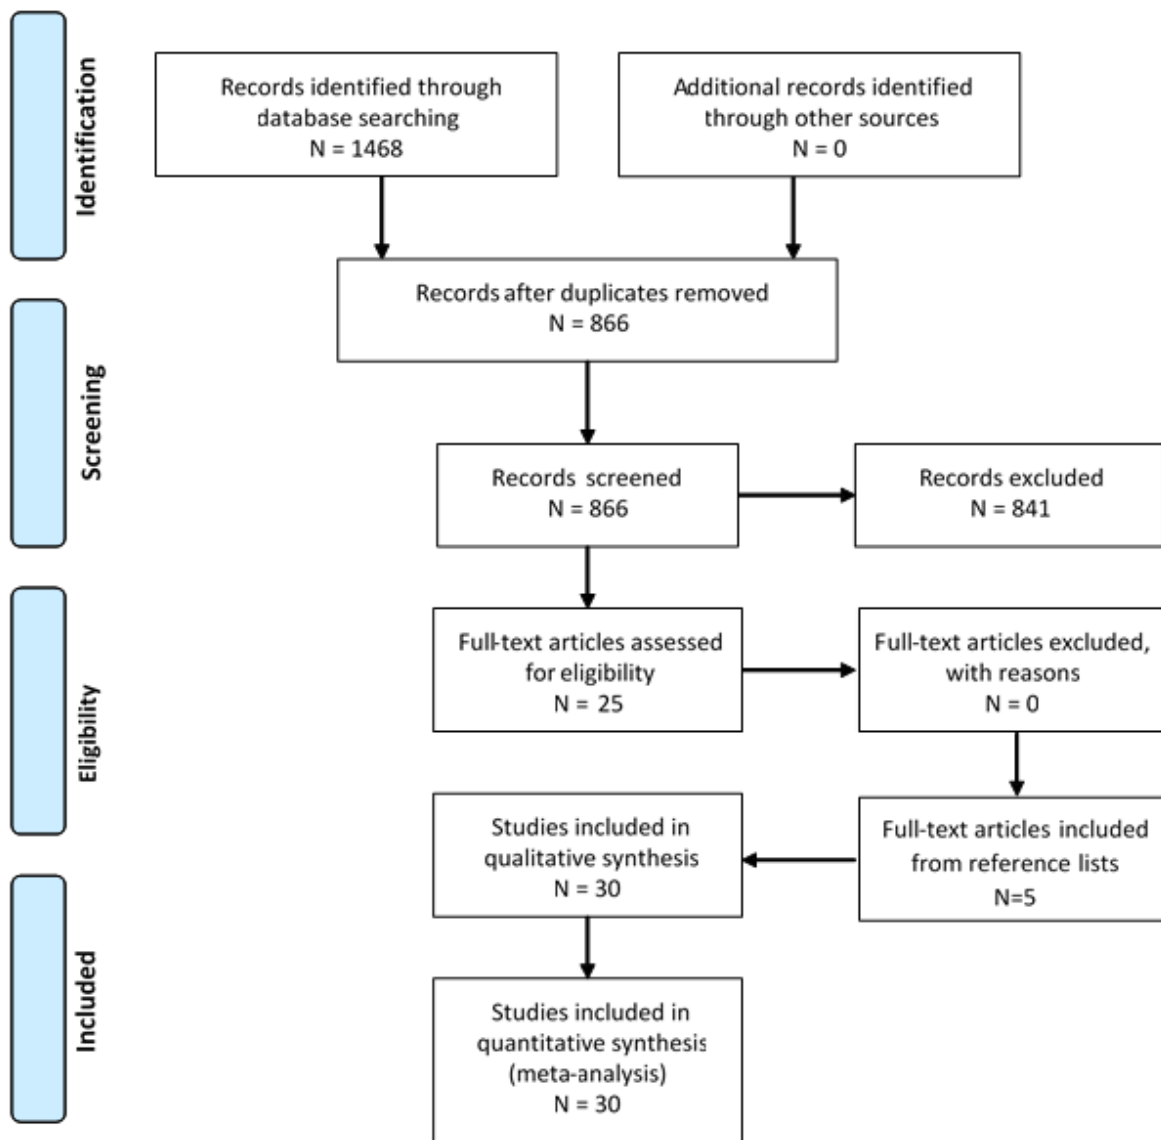 Identification
Records identified through
database searching
N = 1468
Additional records identified
through other sources
N = 0
Records after duplicates removed
N = 866
Screening
Records screened
N = 866
Records excluded
N = 841
Eligibility
Full-text articles assessed
for eligibility
N = 25
Full-text articles excluded,
with reasons
N = 0
Full-text articles included
from reference lists
N=5
Studies included in
qualitative synthesis
N = 30
Included
Studies included in
quantitative synthesis
(meta-analysis)
N = 30